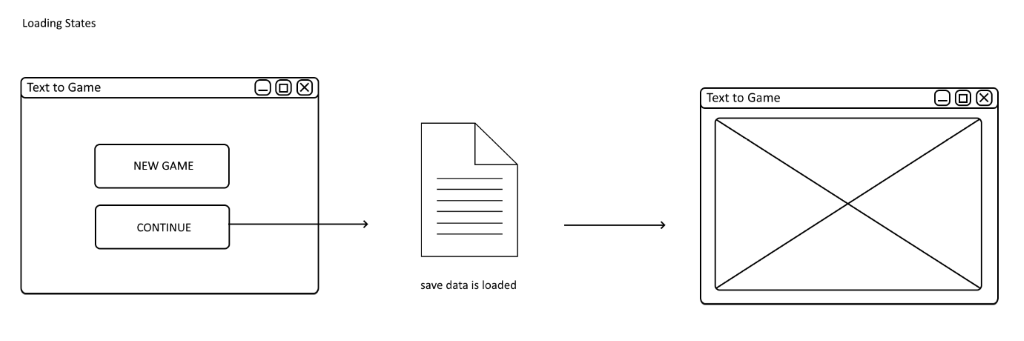 Loading States
Text to Game
NEW GAME
CONTINUE
save data is loaded
Text to Game